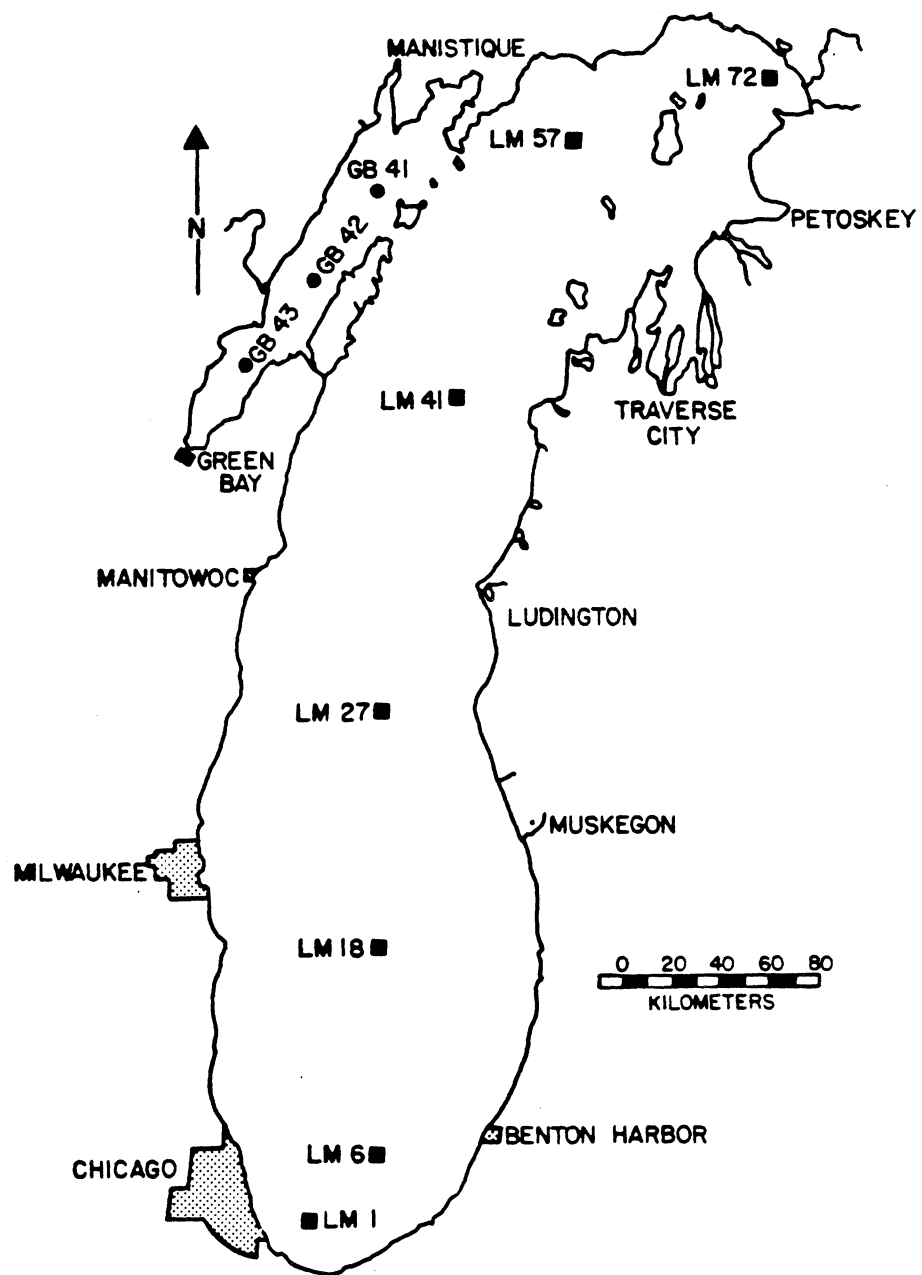 MANISTIQUE
LM 72
LM 57
GB 41
N
GB 42
PETOSKEY
GB 43
LM 41
TRAVERSE
CITY
GREEN
BAY
MANITOWOC
LUDINGTON
LM 27
MUSKEGON
MILWAUKEE
LM 18
0 20 40 60 80
KILOMETERS
BENTON HARBOR
LM 6
CHICAGO
LM 1